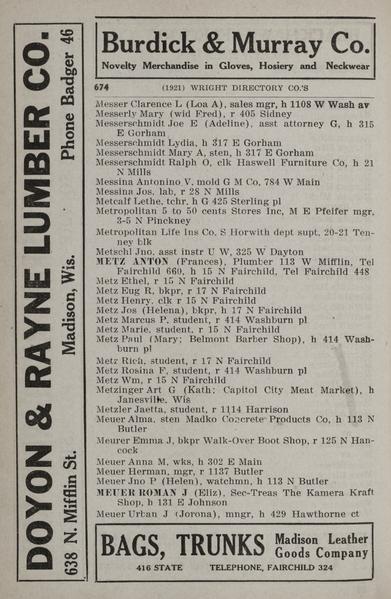 Burdick & Murray Co.
Novelty Merchandise in Gloves, Hosiery and Neckwear
674 (1921) WRIGHT DIRECTORY CO.'S
Messer Clarence L (Loa A), sales mgr, h 1108 W Wash av
Messerly Mary (wid Fred), r 405 Sidney
Messerschmidt Joe E (Adeline), asst attorney G, h 315
E Gorham
Messerschmidt Lydia, h 317 E Gorham
Messerschmidt Mary A, sten, h 317 E Gorham
Messerschmidt Ralph O, clk Haswell Furniture Co, h 21
N Mills
Messina Antonino V, mold G M Co, 784 W Main
Messina Jos, lab, r 28 N Mills
Metcalf Lethe, tchr, h G 425 Sterling pl
Metropolitan 5 to 50 cents Stores Inc, M E Pfeifer mgr,
3-5 N Pinckney
Metropolitan Life Ins Co, S Horwith dept supt, 20-21 Ten-
ney blk
Metschl Jno, asst instr U W, 325 W Dayton
METZ ANTON (Frances), Plumber 113 W Mifflin, Tel
Fairchild 660, h 15 N Fairchild, Tel Fairchild 448
Metz Ethel, r 15 N Fairchild
Metz Eug R, bkpr, r 17 N Fairchild
Metz Henry, clk r 15 N Fairchild
Metz Jos (Helena), bkpr, h 17 N Fairchild
Metz Marcus P, student, r 414 Washburn pl
Metz Marie, student, r 15 N Fairchild
Metz Paul (Mary; Belmont Barber Shop), h 414 Wash-
burn pl
Metz Rich, student, r 17 N Fairchild
Metz Rosina F, student, r 414 Washburn pl
Metz Wm, r 15 N Fairchild
Metzinger Art G (Kath; Capitol City Meat Market), h
Janesville, Wis
Metzler Jaetta, student, r 1114 Harrison
Meuer Alma, sten Madko Concrete Products Co, h 113 N
Butler
Meurer Emma J, bkpr Walk-Over Boot Shop, r 125 N Han-
cock
Meuer Anna M, wks, h 302 E Main
Meuer Herman, mgr, r 1137 Butler
Meuer Jno P (Helen), watchmn, h 113 N Butler
MEUER ROMAN J (Eliz), Sec-Treas The Kamera Kraft
Shop, h 131 E Johnson
Meuer Urban J (Jorona), mngr, h 429 Hawthorne ct
BAGS, TRUNKS Madison Leather
Goods Company
416 STATE TELEPHONE, FAIRCHILD 324
DOYON & RAYNE LUMBER CO.
638 N. Mifflin St. Madison, Wis. Phone Badger 46